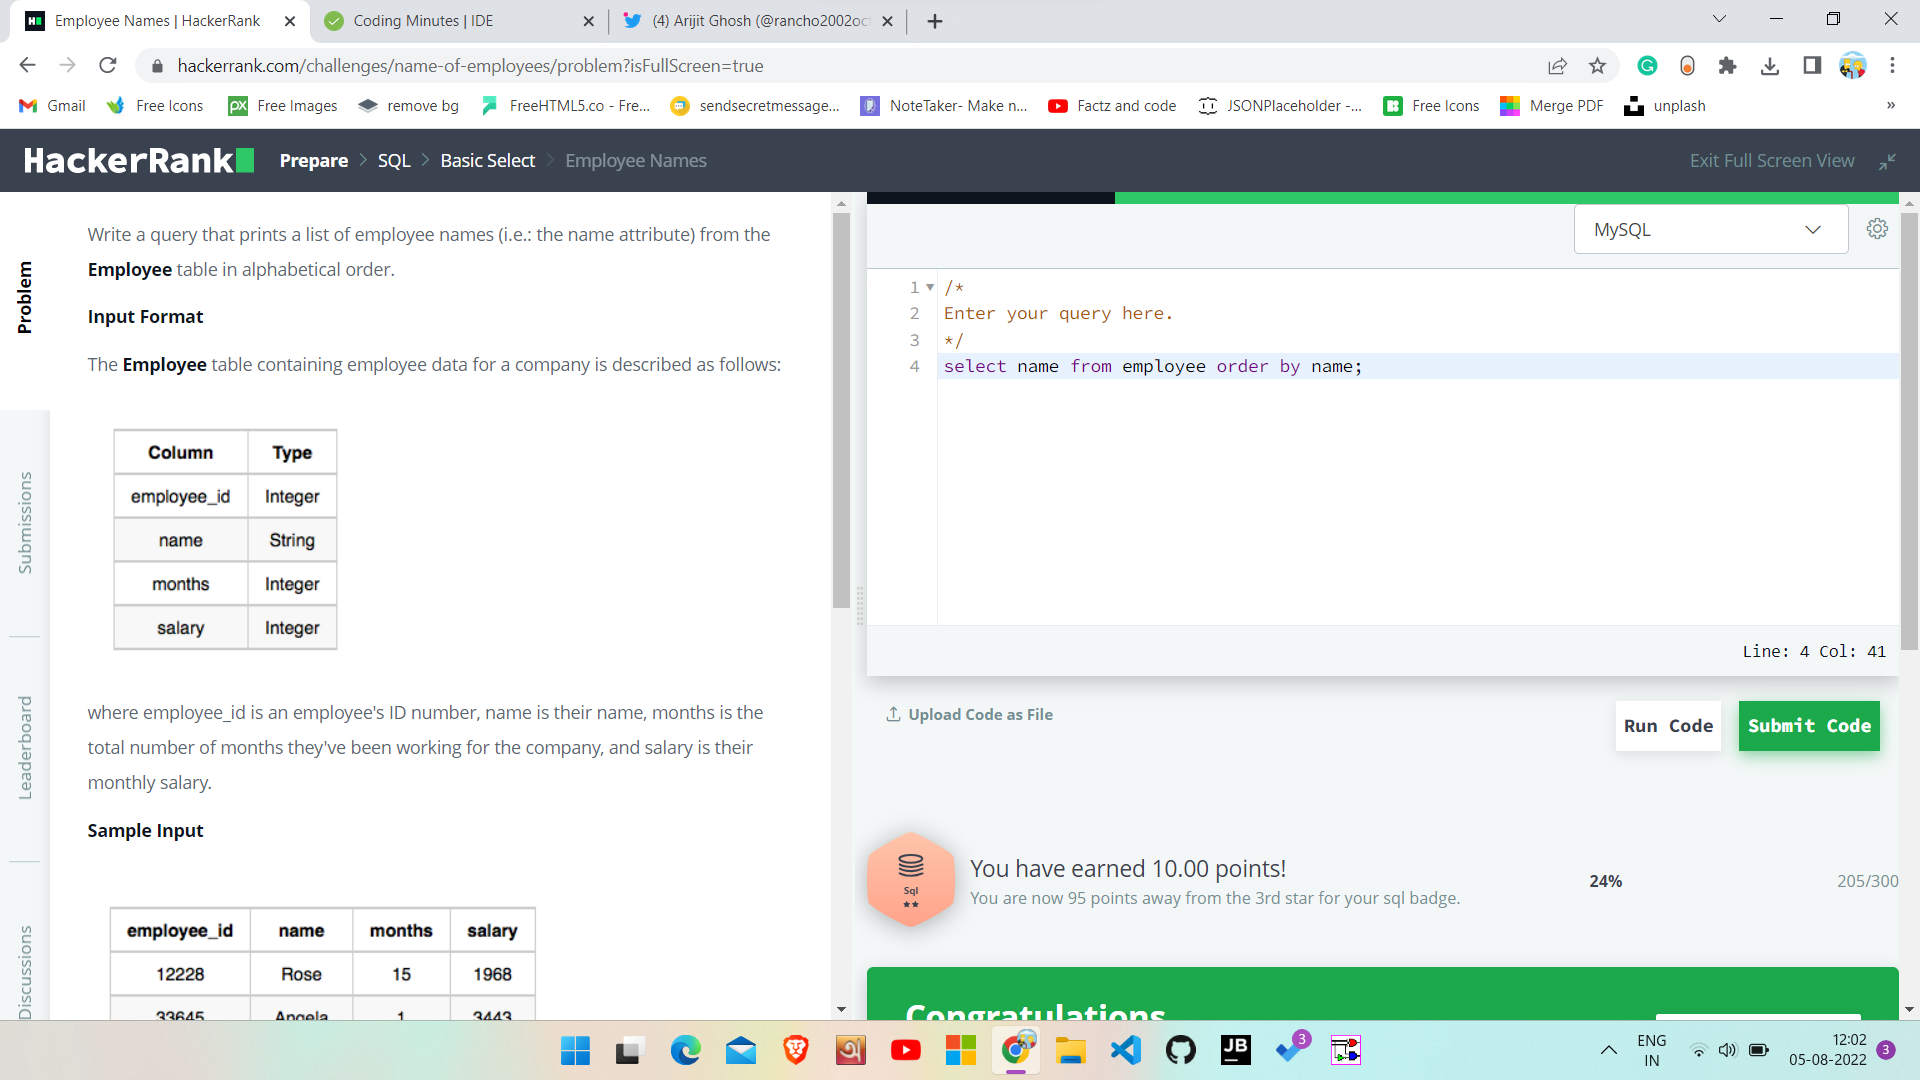 Employee Names | HackerRank
Coding Minutes | IDE
(4) Arijit Ghosh (@rancho2002oct
hackerrank.com/challenges/name-of-employees/problem?isFullScreen=true
Gmail
Free Icons
Free Images
remove bg
FreeHTML5.co - Fre...
sendsecretmessage...
NoteTaker- Make n...
Factz and code
JSONPlaceholder -...
Free Icons
Merge PDF
unplash
»
HackerRank
Prepare
SQL
Basic Select
Employee Names
Exit Full Screen View
Problem
Submissions
Leaderboard
Discussions
Write a query that prints a list of employee names (i.e.: the name attribute) from the
Employee table in alphabetical order.
Input Format
The Employee table containing employee data for a company is described as follows:
Column Type
employee_id Integer
name String
months Integer
salary Integer
where employee_id is an employee's ID number, name is their name, months is the
total number of months they've been working for the company, and salary is their
monthly salary.
Sample Input
employee_id name months salary
12228 Rose 15 1968
33645 Angela 1 3443
MySQL
1 /*
2 Enter your query here.
3 */
4 select name from employee order by name;
Line: 4 Col: 41
Upload Code as File
Run Code
Submit Code
Sql
You have earned 10.00 points!
You are now 95 points away from the 3rd star for your sql badge.
24%
205/300
Congratulations
JB
3
ENG
IN
12:02
05-08-2022
3